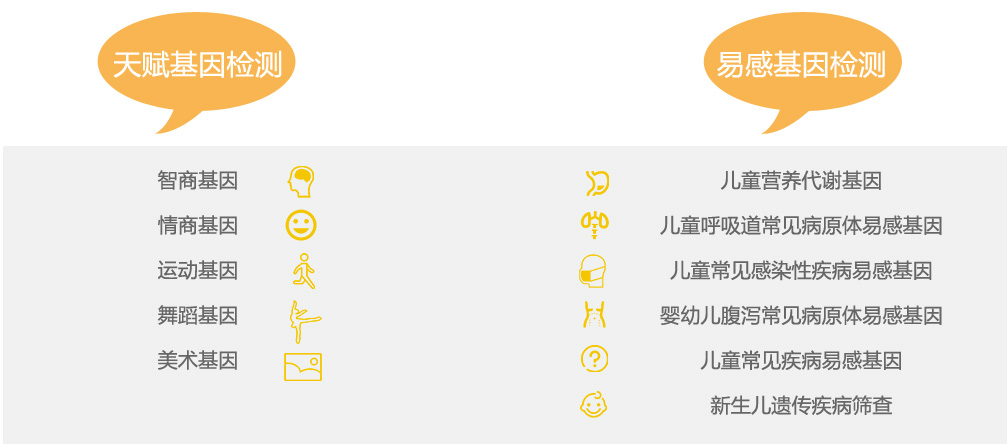 天赋基因检测
易感基因检测
智商基因
情商基因
运动基因
舞蹈基因
美术基因
儿童营养代谢基因
儿童呼吸道常见病原体易感基因
儿童常见感染性疾病易感基因
婴幼儿腹泻常见病原体易感基因
儿童常见疾病易感基因
新生儿遗传疾病筛查